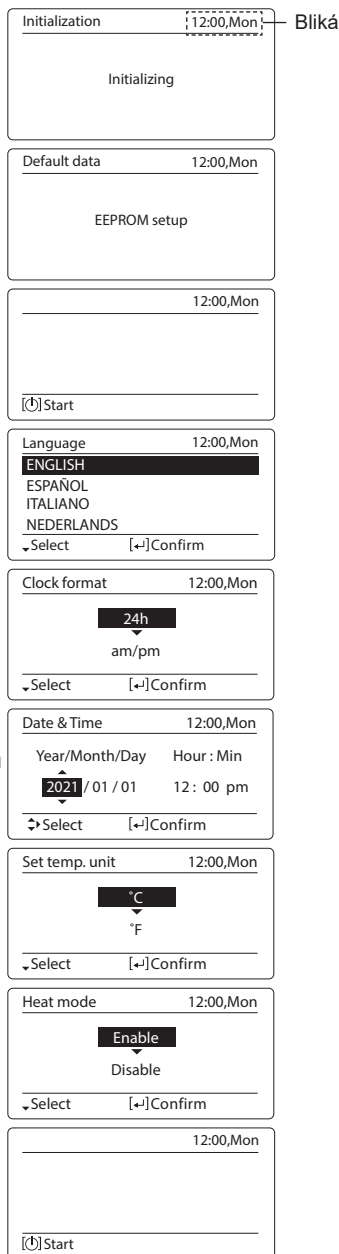 Initialization 12:00,Mon Bliká
Initializing
Default data 12:00,Mon
EEPROM setup
12:00,Mon
[⏻]Start
Language 12:00,Mon
ENGLISH
ESPAÑOL
ITALIANO
NEDERLANDS
Select [↵]Confirm
Clock format 12:00,Mon
24h
am/pm
Select [↵]Confirm
Date & Time 12:00,Mon
Year/Month/Day Hour : Min
2021 / 01 / 01 12 : 00 pm
Select [↵]Confirm
Set temp. unit 12:00,Mon
˚C
˚F
Select [↵]Confirm
Heat mode 12:00,Mon
Enable
Disable
Select [↵]Confirm
12:00,Mon
[⏻]Start